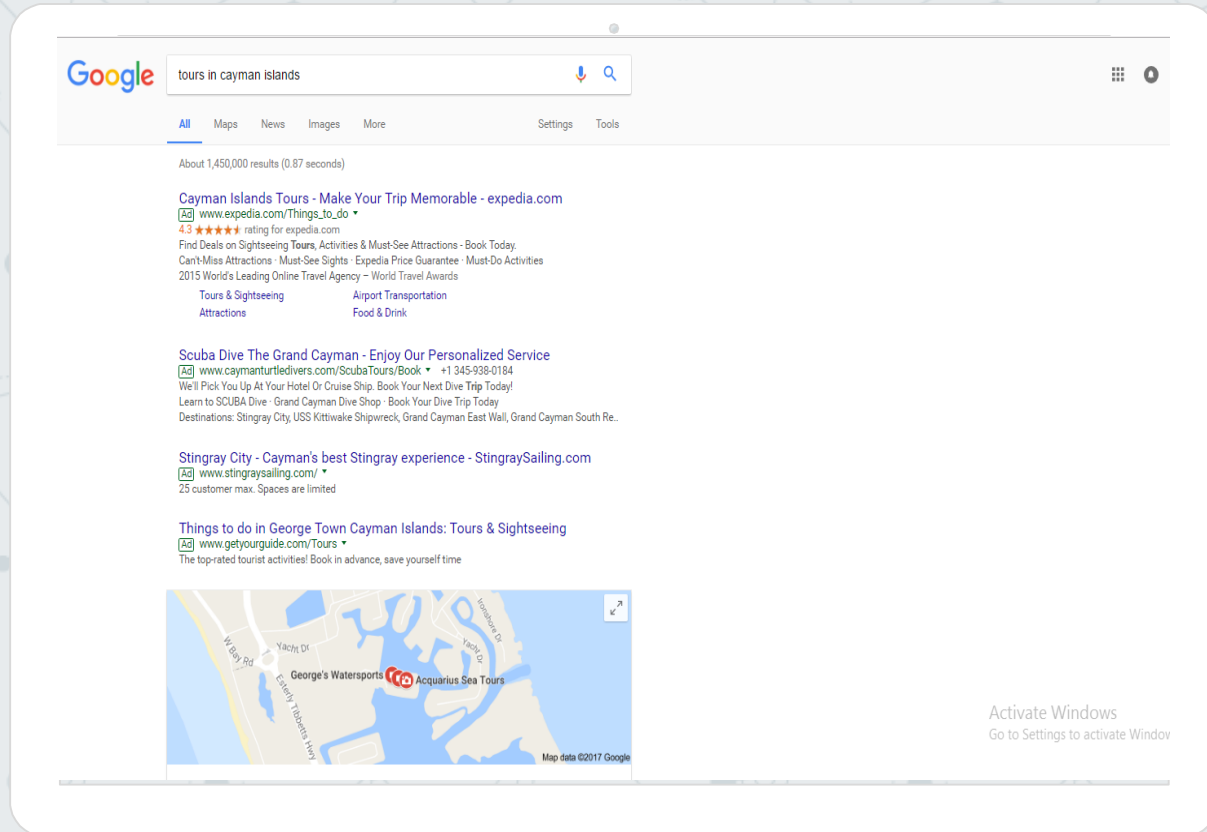 Google
tours in cayman islands
All Maps News Images More Settings Tools
About 1,450,000 results (0.87 seconds)
Cayman Islands Tours - Make Your Trip Memorable - expedia.com
Ad www.expedia.com/Things_to_do
4.3 ★★★★★ rating for expedia.com
Find Deals on Sightseeing Tours, Activities & Must-See Attractions - Book Today.
Can't-Miss Attractions · Must-See Sights · Expedia Price Guarantee · Must-Do Activities
2015 World's Leading Online Travel Agency – World Travel Awards
Tours & Sightseeing Airport Transportation
Attractions Food & Drink
Scuba Dive The Grand Cayman - Enjoy Our Personalized Service
Ad www.caymanturtledivers.com/ScubaTours/Book +1 345-938-0184
We'll Pick You Up At Your Hotel Or Cruise Ship. Book Your Next Dive Trip Today!
Learn to SCUBA Dive · Grand Cayman Dive Shop · Book Your Dive Trip Today
Destinations: Stingray City, USS Kittiwake Shipwreck, Grand Cayman East Wall, Grand Cayman South Re..
Stingray City - Cayman's best Stingray experience - StingraySailing.com
Ad www.stingraysailing.com/
25 customer max. Spaces are limited
Things to do in George Town Cayman Islands: Tours & Sightseeing
Ad www.getyourguide.com/Tours
The top-rated tourist activities! Book in advance, save yourself time
Ironshore Dr
W Bay Rd
Yacht Dr
Yacht Dr
George's Watersports
Acquarius Sea Tours
Esterly Tibbetts Hwy
Map data ©2017 Google
Activate Windows
Go to Settings to activate Window